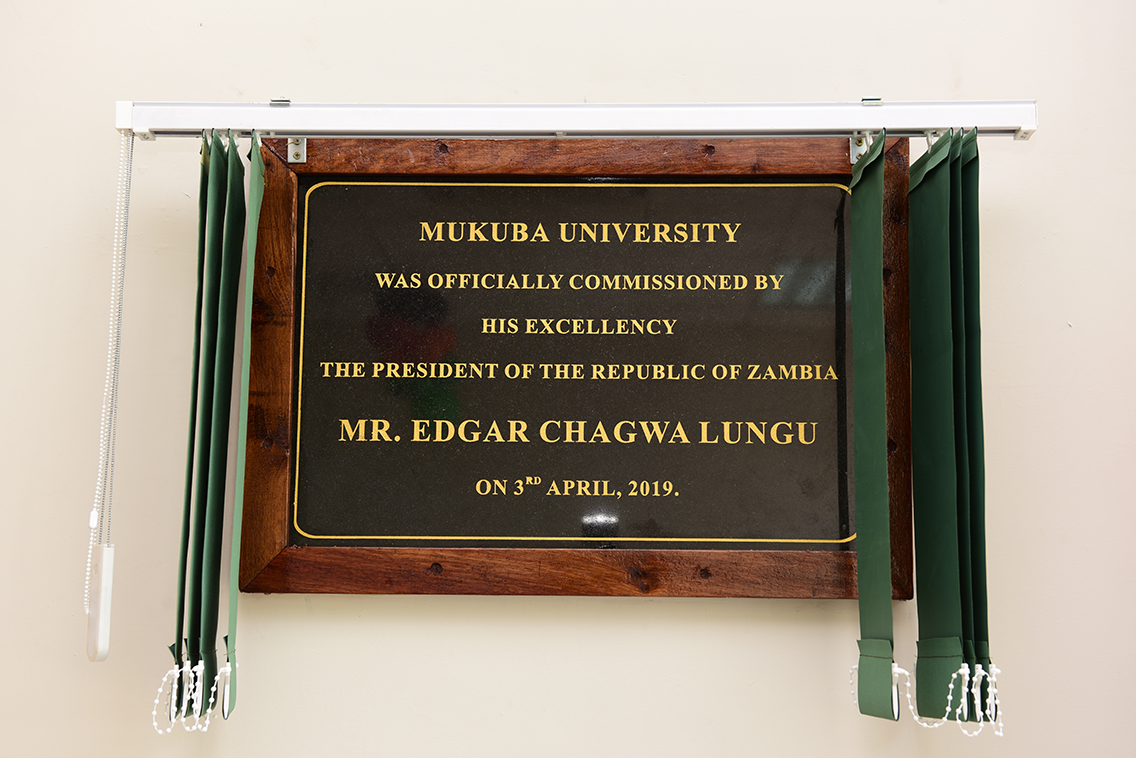 MUKUBA UNIVERSITY
WAS OFFICIALLY COMMISSIONED BY
HIS EXCELLENCY
THE PRESIDENT OF THE REPUBLIC OF ZAMBIA
MR. EDGAR CHAGWA LUNGU
ON 3RD APRIL, 2019.